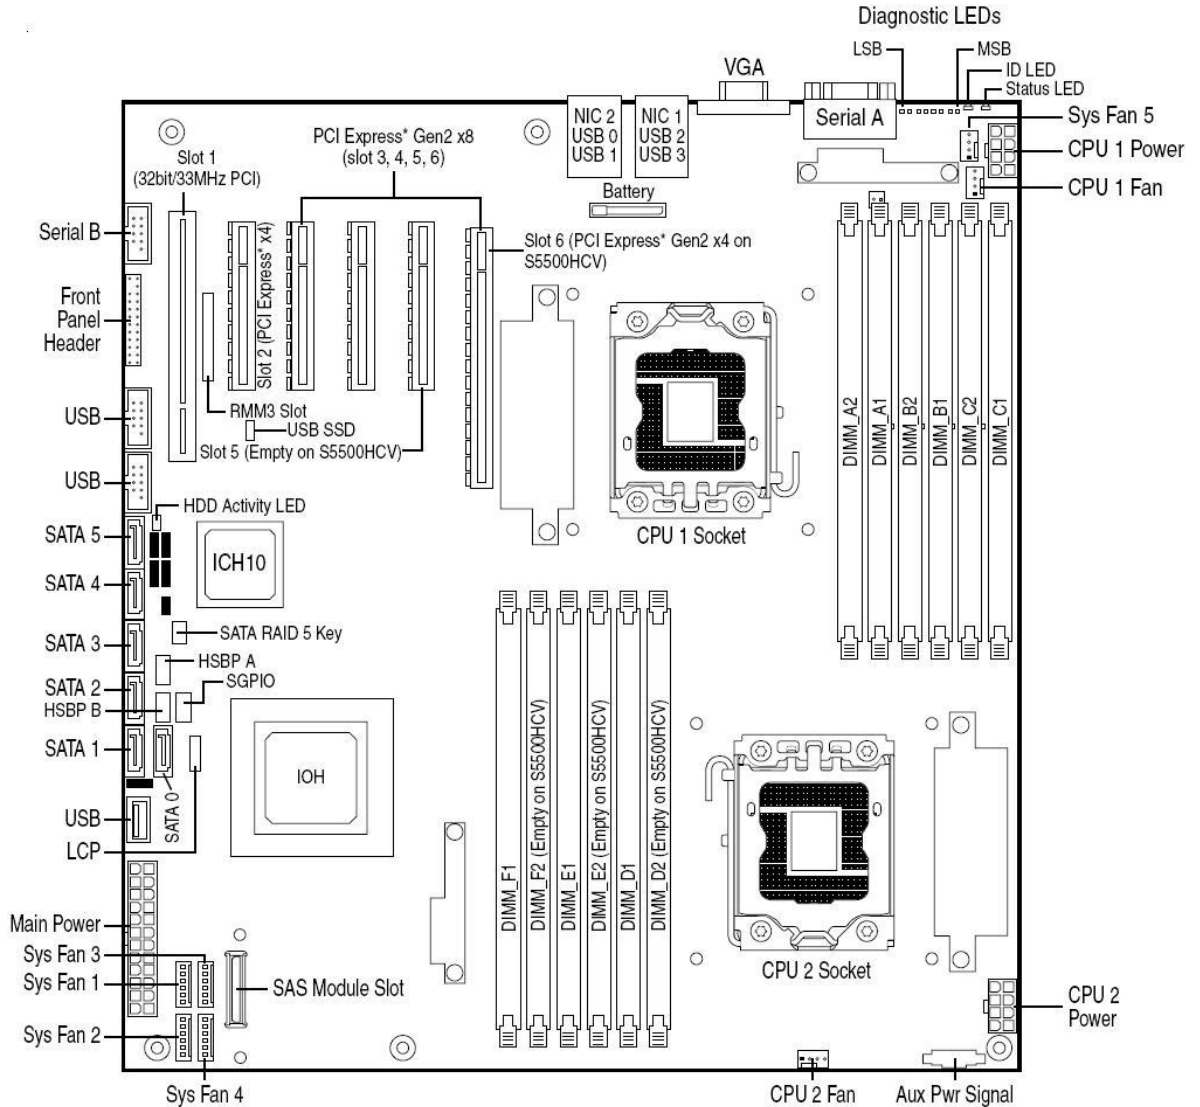 Diagnostic LEDs
LSB
MSB
ID LED
Status LED
VGA
Serial A
Sys Fan 5
CPU 1 Power
CPU 1 Fan
NIC 2
USB 0
USB 1
NIC 1
USB 2
USB 3
Battery
PCI Express* Gen2 x8
(slot 3, 4, 5, 6)
Slot 1
(32bit/33MHz PCI)
Serial B
Slot 2 (PCI Express* x4)
Slot 6 (PCI Express* Gen2 x4 on
S5500HCV)
Front
Panel
Header
RMM3 Slot
USB SSD
Slot 5 (Empty on S5500HCV)
USB
USB
HDD Activity LED
SATA 5
ICH10
SATA 4
CPU 1 Socket
DIMM_A2
DIMM_A1
DIMM_B2
DIMM_B1
DIMM_C2
DIMM_C1
SATA RAID 5 Key
SATA 3
HSBP A
SATA 2
SGPIO
HSBP B
SATA 1
IOH
SATA 0
USB
LCP
DIMM_F1
DIMM_F2 (Empty on S5500HCV)
DIMM_E1
DIMM_E2 (Empty on S5500HCV)
DIMM_D1
DIMM_D2 (Empty on S5500HCV)
Main Power
Sys Fan 3
Sys Fan 1
SAS Module Slot
CPU 2 Socket
CPU 2
Power
Sys Fan 2
Sys Fan 4
CPU 2 Fan
Aux Pwr Signal